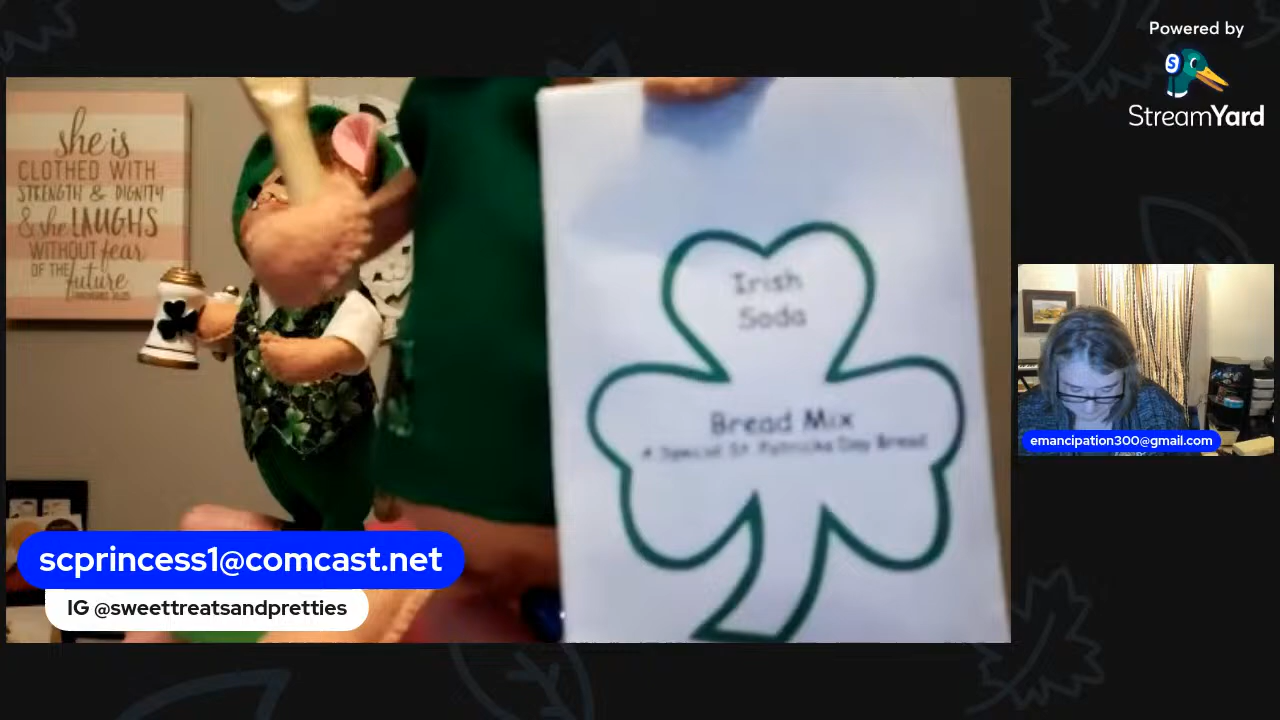 Powered by
StreamYard
she is
CLOTHED WITH
STRENGTH & DIGNITY
& she LAUGHS
WITHOUT fear
OF THE future
Irish
Soda
Bread Mix
A Special St. Patricks Day Bread
scprincess1@comcast.net
IG @sweettreatsandpretties
emancipation300@gmail.com